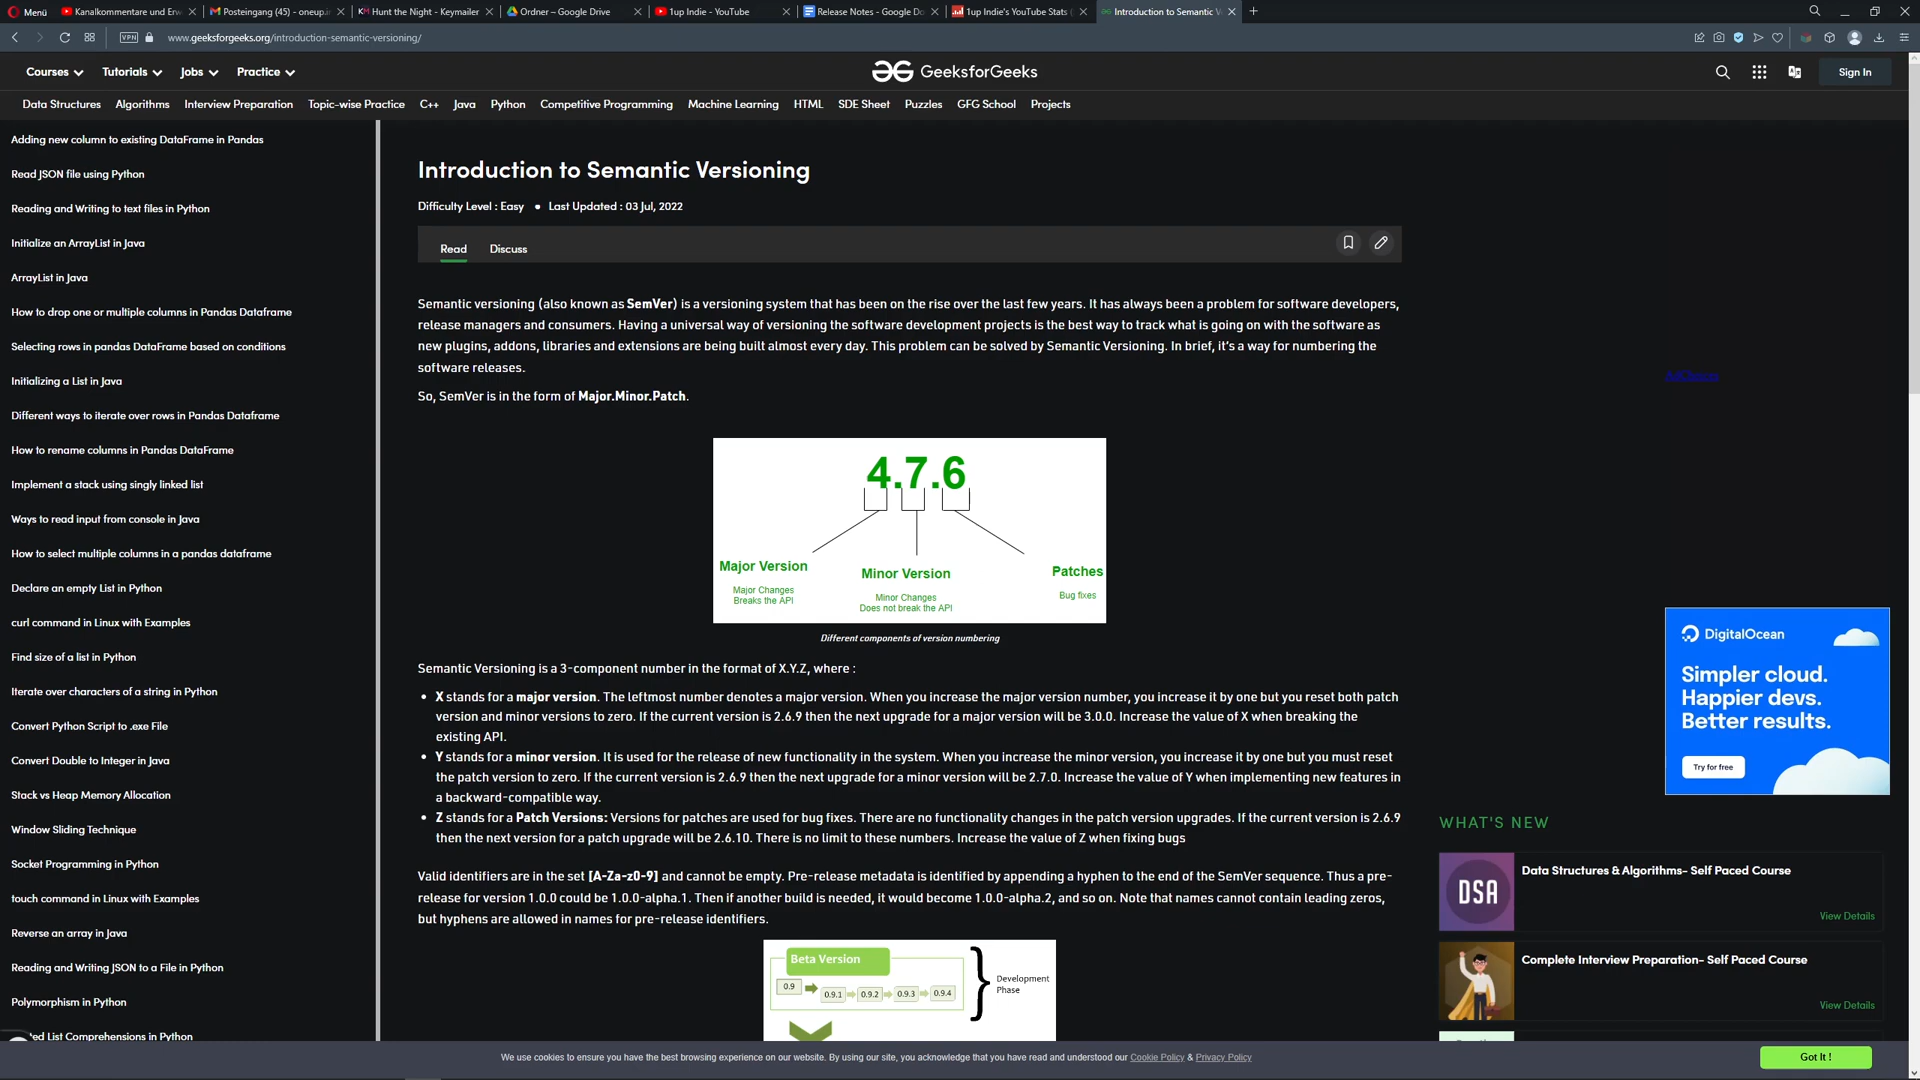 Menü
Kanalkommentare und Erw
Posteingang (45) - oneup.in
Hunt the Night - Keymailer
Ordner – Google Drive
1up Indie - YouTube
Release Notes - Google Do
1up Indie's YouTube Stats (
Introduction to Semantic V
VPN
www.geeksforgeeks.org/introduction-semantic-versioning/
Courses
Tutorials
Jobs
Practice
GeeksforGeeks
Sign In
Data Structures
Algorithms
Interview Preparation
Topic-wise Practice
C++
Java
Python
Competitive Programming
Machine Learning
HTML
SDE Sheet
Puzzles
GFG School
Projects
Adding new column to existing DataFrame in Pandas
Read JSON file using Python
Reading and Writing to text files in Python
Initialize an ArrayList in Java
ArrayList in Java
How to drop one or multiple columns in Pandas Dataframe
Selecting rows in pandas DataFrame based on conditions
Initializing a List in Java
Different ways to iterate over rows in Pandas Dataframe
How to rename columns in Pandas DataFrame
Implement a stack using singly linked list
Ways to read input from console in Java
How to select multiple columns in a pandas dataframe
Declare an empty List in Python
curl command in Linux with Examples
Find size of a list in Python
Iterate over characters of a string in Python
Convert Python Script to .exe File
Convert Double to Integer in Java
Stack vs Heap Memory Allocation
Window Sliding Technique
Socket Programming in Python
touch command in Linux with Examples
Reverse an array in Java
Reading and Writing JSON to a File in Python
Polymorphism in Python
ted List Comprehensions in Python
Introduction to Semantic Versioning
Difficulty Level : Easy • Last Updated : 03 Jul, 2022
Read
Discuss
Semantic versioning (also known as SemVer) is a versioning system that has been on the rise over the last few years. It has always been a problem for software developers,
release managers and consumers. Having a universal way of versioning the software development projects is the best way to track what is going on with the software as
new plugins, addons, libraries and extensions are being built almost every day. This problem can be solved by Semantic Versioning. In brief, it's a way for numbering the
software releases.
So, SemVer is in the form of Major.Minor.Patch.
4.7.6
Major Version
Major Changes
Breaks the API
Minor Version
Minor Changes
Does not break the API
Patches
Bug fixes
Different components of version numbering
Semantic Versioning is a 3-component number in the format of X.Y.Z, where :
• X stands for a major version. The leftmost number denotes a major version. When you increase the major version number, you increase it by one but you reset both patch
version and minor versions to zero. If the current version is 2.6.9 then the next upgrade for a major version will be 3.0.0. Increase the value of X when breaking the
existing API.
• Y stands for a minor version. It is used for the release of new functionality in the system. When you increase the minor version, you increase it by one but you must reset
the patch version to zero. If the current version is 2.6.9 then the next upgrade for a minor version will be 2.7.0. Increase the value of Y when implementing new features in
a backward-compatible way.
• Z stands for a Patch Versions: Versions for patches are used for bug fixes. There are no functionality changes in the patch version upgrades. If the current version is 2.6.9
then the next version for a patch upgrade will be 2.6.10. There is no limit to these numbers. Increase the value of Z when fixing bugs
Valid identifiers are in the set [A-Za-z0-9] and cannot be empty. Pre-release metadata is identified by appending a hyphen to the end of the SemVer sequence. Thus a pre-
release for version 1.0.0 could be 1.0.0-alpha.1. Then if another build is needed, it would become 1.0.0-alpha.2, and so on. Note that names cannot contain leading zeros,
but hyphens are allowed in names for pre-release identifiers.
Beta Version
0.9
0.9.1
0.9.2
0.9.3
0.9.4
Development
Phase
AdChoices
DigitalOcean
Simpler cloud.
Happier devs.
Better results.
Try for free
WHAT'S NEW
DSA
Data Structures & Algorithms- Self Paced Course
View Details
Complete Interview Preparation- Self Paced Course
View Details
We use cookies to ensure you have the best browsing experience on our website. By using our site, you acknowledge that you have read and understood our Cookie Policy & Privacy Policy
Got It !